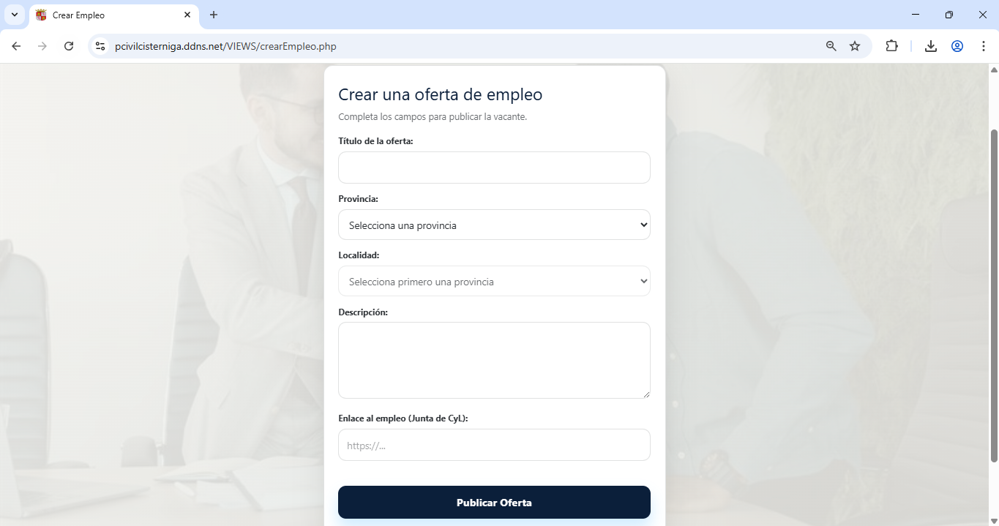 Crear Empleo
pcivilcisterniga.ddns.net/VIEWS/crearEmpleo.php
Crear una oferta de empleo
Completa los campos para publicar la vacante.
Título de la oferta:
Provincia:
Selecciona una provincia
Localidad:
Selecciona primero una provincia
Descripción:
Enlace al empleo (Junta de CyL):
https://...
Publicar Oferta